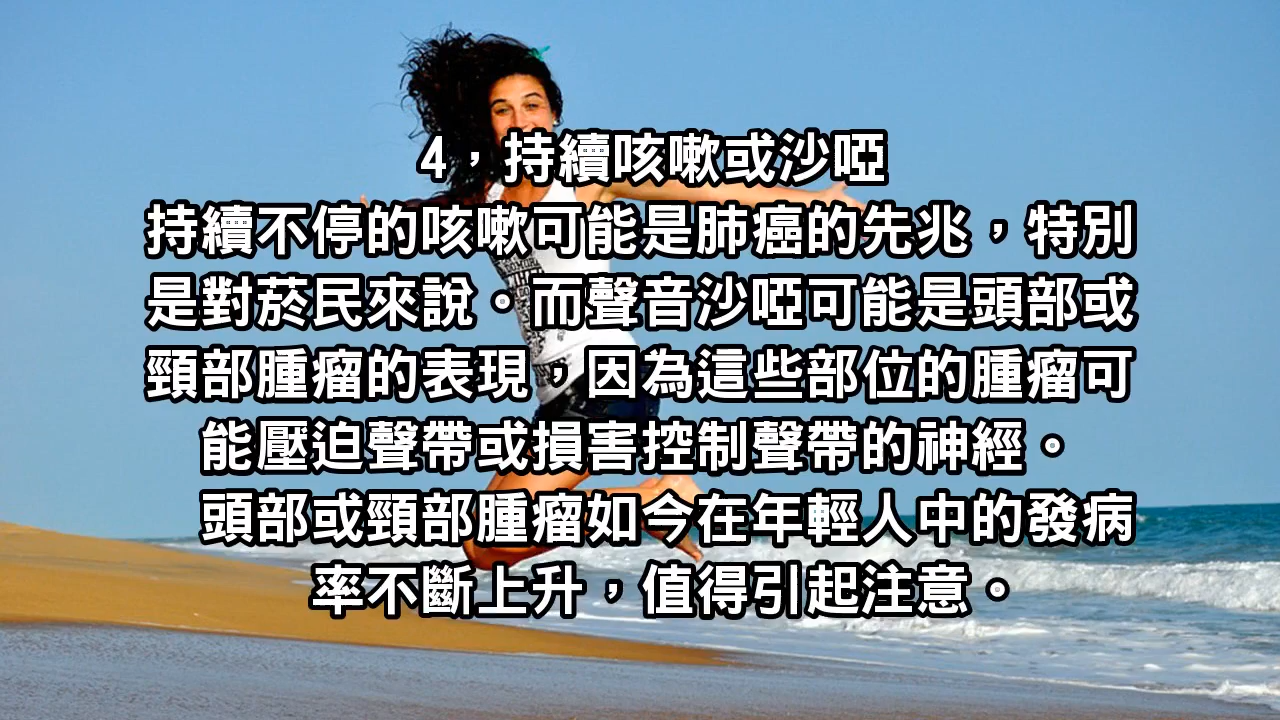 4，持續咳嗽或沙啞
持續不停的咳嗽可能是肺癌的先兆，特別
是對菸民來說。而聲音沙啞可能是頭部或
頸部腫瘤的表現，因為這些部位的腫瘤可
能壓迫聲帶或損害控制聲帶的神經。
頭部或頸部腫瘤如今在年輕人中的發病
率不斷上升，值得引起注意。